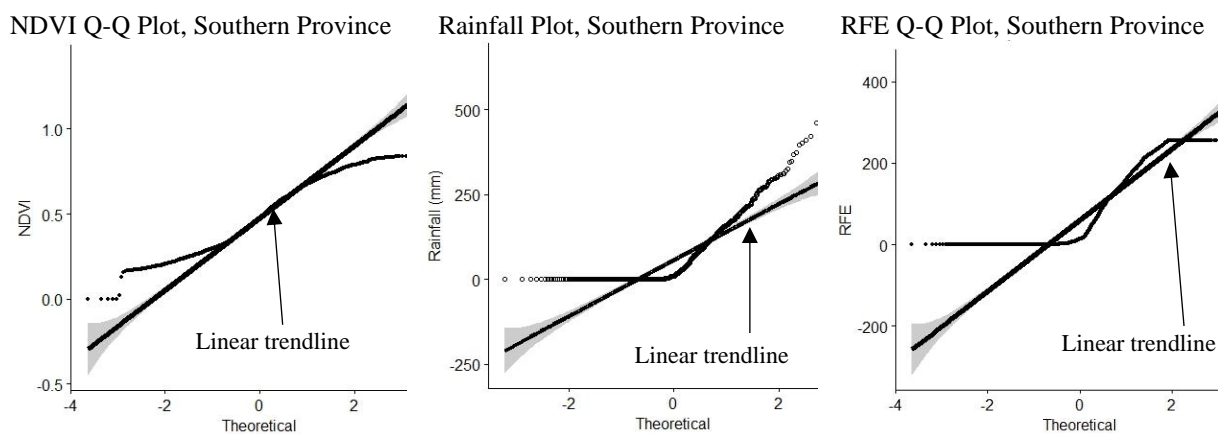 NDVI Q-Q Plot, Southern Province
NDVI
1.0
0.5
0.0
-0.5
-4
-2
0
2
Theoretical
Linear trendline
Rainfall Plot, Southern Province
Rainfall (mm)
500
250
0
-250
-2
0
2
Theoretical
Linear trendline
RFE Q-Q Plot, Southern Province
RFE
400
200
0
-200
-4
-2
0
2
Theoretical
Linear trendline